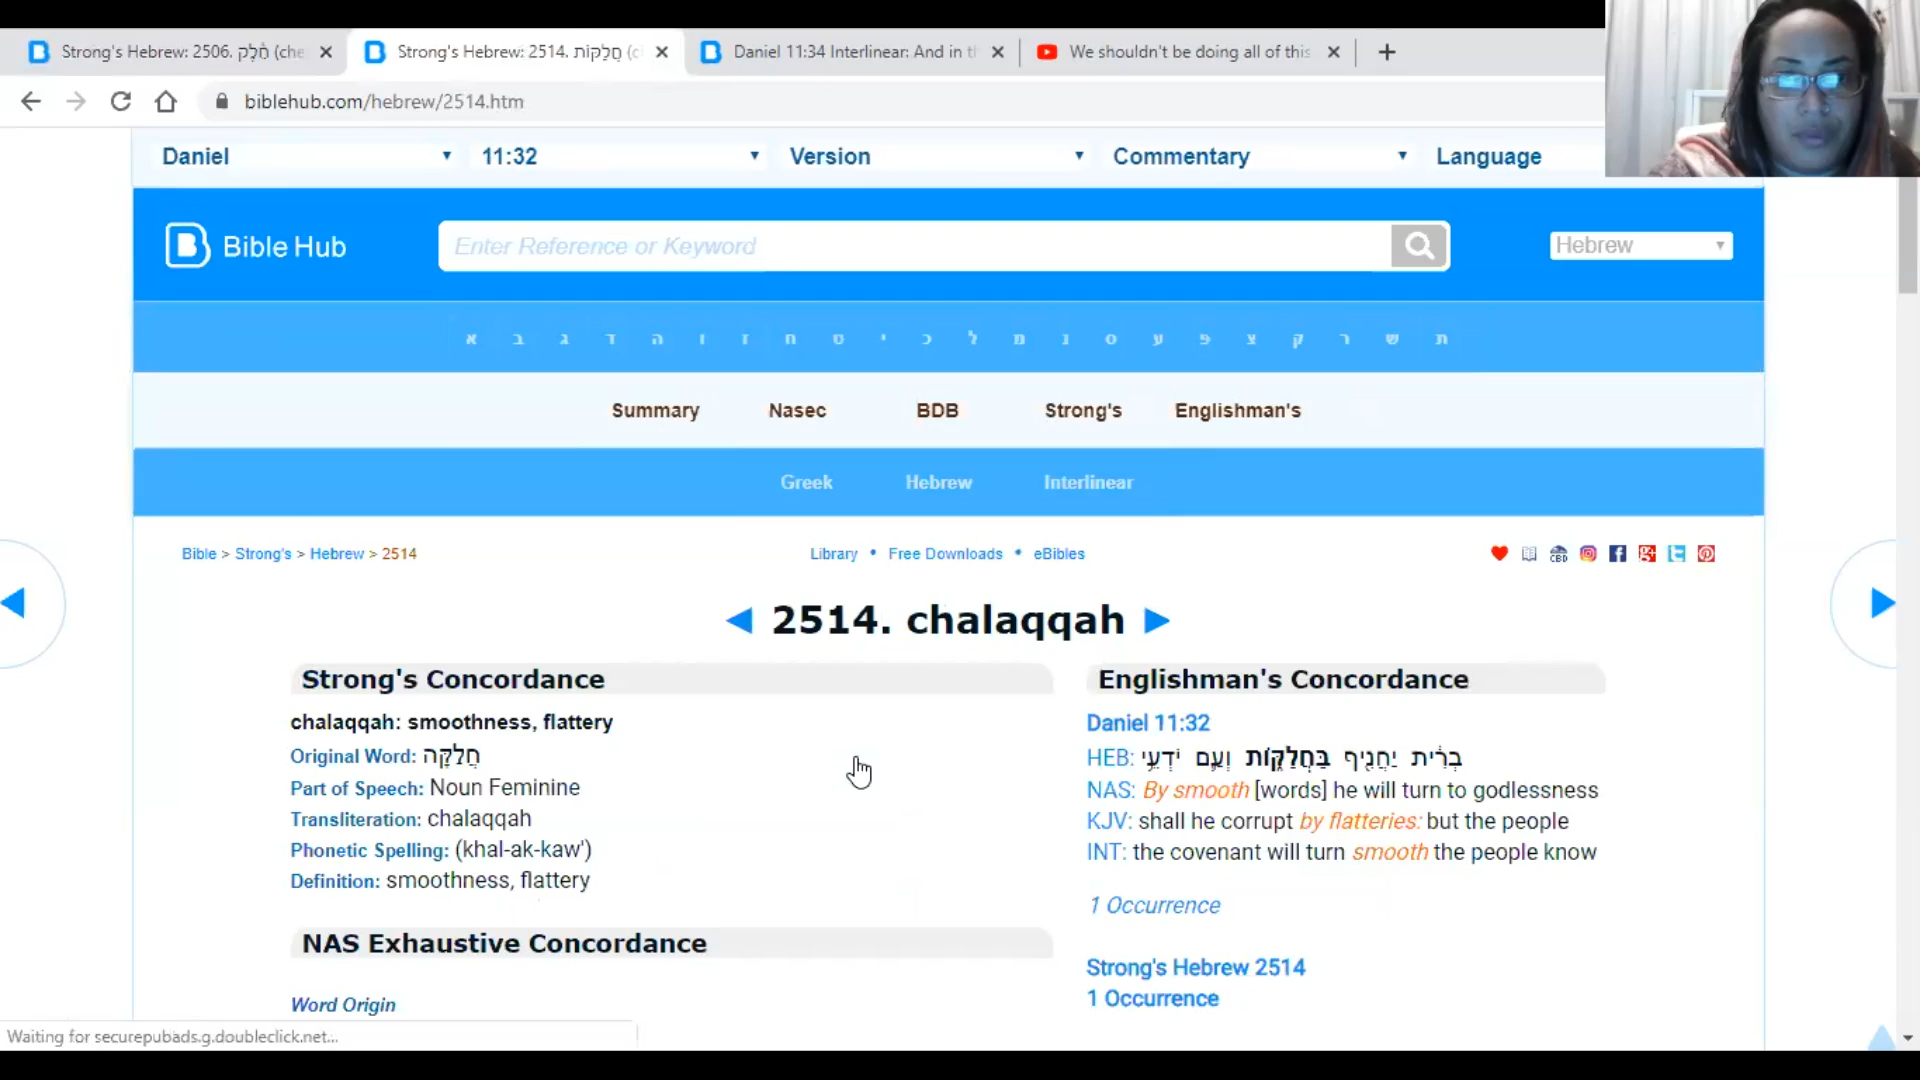 Strong's Hebrew: 2506. חֵ֫לֶק (che
Strong's Hebrew: 2514. חֲלַקּוֹת (c
Daniel 11:34 Interlinear: And in t
We shouldn't be doing all of this
biblehub.com/hebrew/2514.htm
Daniel 11:32 Version Commentary Language
Bible Hub
Enter Reference or Keyword
Hebrew
א ב ג ד ה ו ז ח ט י כ ל מ נ ס ע פ צ ק ר ש ת
Summary Nasec BDB Strong's Englishman's
Greek Hebrew Interlinear
Bible > Strong's > Hebrew > 2514
Library • Free Downloads • eBibles
CBD
2514. chalaqqah
Strong's Concordance
chalaqqah: smoothness, flattery
Original Word: חֲלַקָּה
Part of Speech: Noun Feminine
Transliteration: chalaqqah
Phonetic Spelling: (khal-ak-kaw')
Definition: smoothness, flattery
NAS Exhaustive Concordance
Word Origin
Englishman's Concordance
Daniel 11:32
HEB: בְרִ֔ית יַחֲנִ֖יף בַּחֲלַקּ֑וֹת וְעַ֛ם יֹדְעֵ֥י
NAS: By smooth [words] he will turn to godlessness
KJV: shall he corrupt by flatteries: but the people
INT: the covenant will turn smooth the people know
1 Occurrence
Strong's Hebrew 2514
1 Occurrence
Waiting for securepubads.g.doubleclick.net...